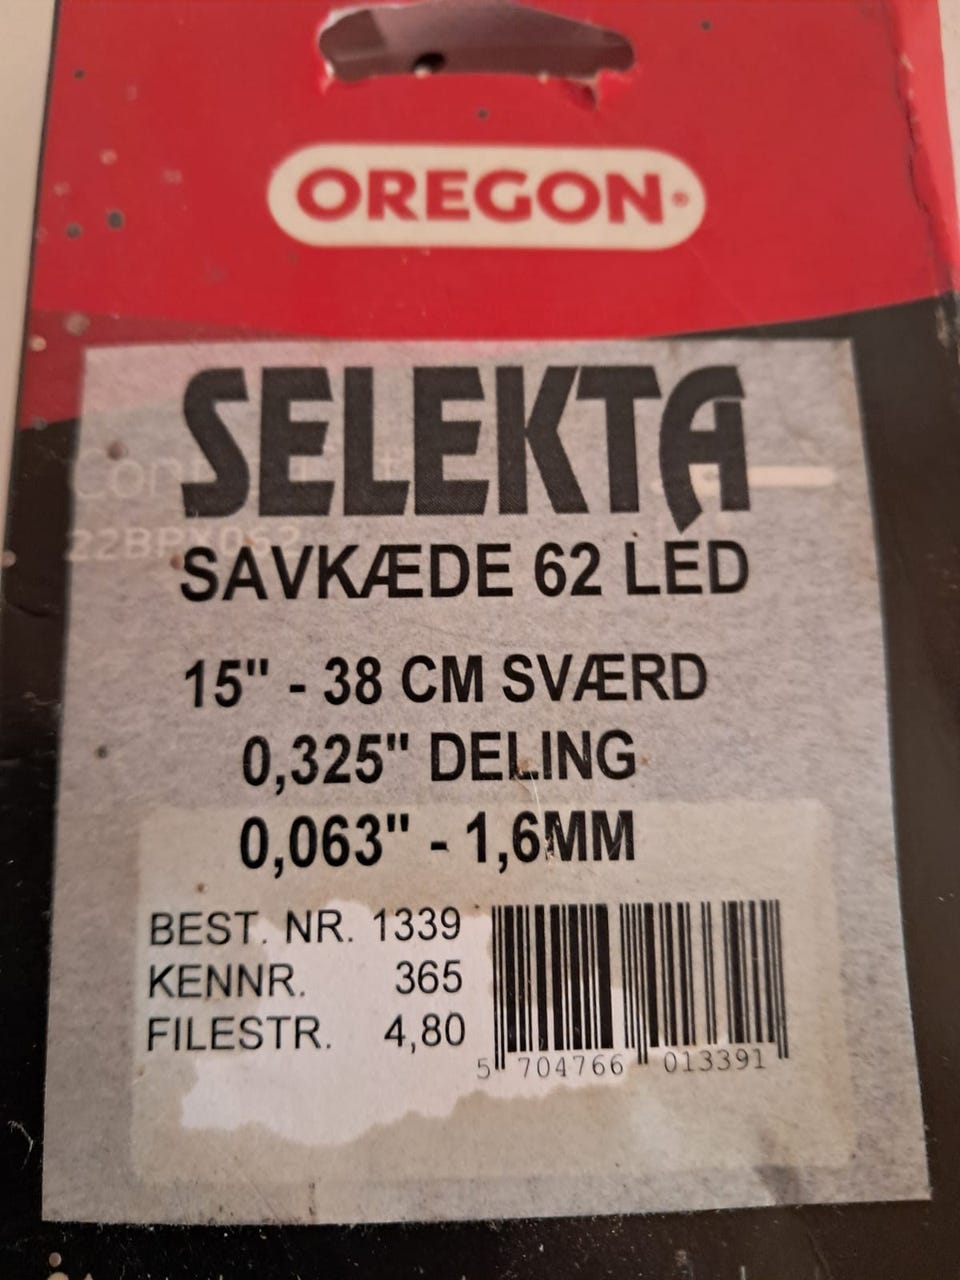 OREGON
SELEKTA
SAVKÆDE 62 LED
15" - 38 CM SVÆRD
0,325" DELING
0,063" - 1,6MM
BEST. NR. 1339
KENNR. 365
FILESTR. 4,80
5 704766 013391